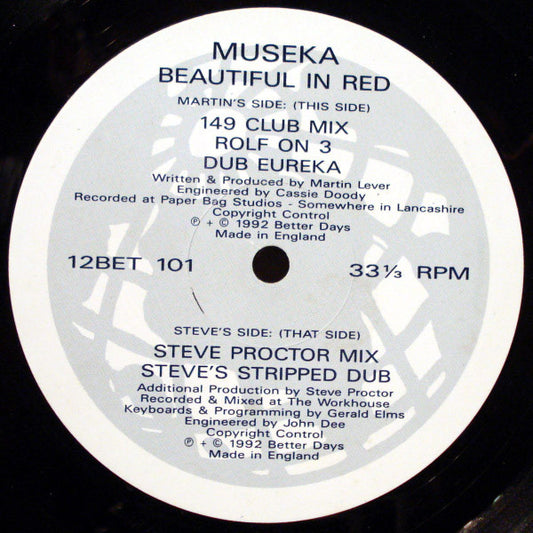 MUSEKA
BEAUTIFUL IN RED
MARTIN'S SIDE: (THIS SIDE)
149 CLUB MIX
ROLF ON 3
DUB EUREKA
Written & Produced by Martin Lever
Engineered by Cassie Doody
Recorded at Paper Bag Studios - Somewhere in Lancashire
Copyright Control
℗ + © 1992 Better Days
Made in England
12BET 101
33⅓ RPM
STEVE'S SIDE: (THAT SIDE)
STEVE PROCTOR MIX
STEVE'S STRIPPED DUB
Additional Production by Steve Proctor
Recorded & Mixed at The Workhouse
Keyboards & Programming by Gerald Elms
Engineered by John Dee
Copyright Control
℗ + © 1992 Better Days
Made in England